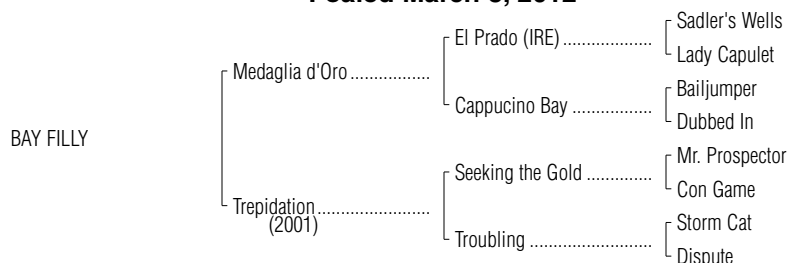 Foaled March 8, 2012
Sadler's Wells
El Prado (IRE)
Lady Capulet
Medaglia d'Oro
Bailjumper
Cappucino Bay
Dubbed In
BAY FILLY
Mr. Prospector
Seeking the Gold
Con Game
Trepidation
(2001)
Storm Cat
Troubling
Dispute